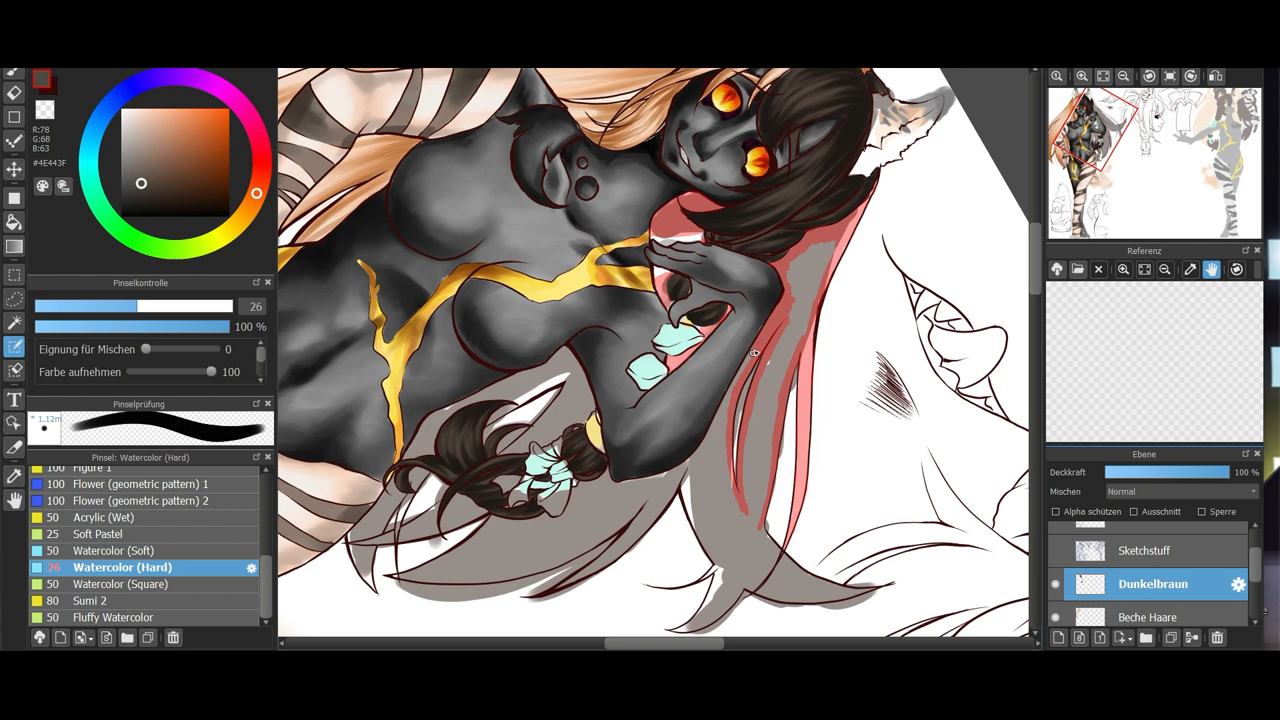 R:78
G:68
B:63
#4E443F
Pinselkontrolle
26
100 %
Eignung für Mischen 0
Farbe aufnehmen 100
Pinselprüfung
* 1.12m
Pinsel: Watercolor (Hard)
100 Figure 1
100 Flower (geometric pattern) 1
100 Flower (geometric pattern) 2
50 Acrylic (Wet)
25 Soft Pastel
50 Watercolor (Soft)
26 Watercolor (Hard)
50 Watercolor (Square)
80 Sumi 2
50 Fluffy Watercolor
Referenz
Ebene
Deckkraft 100 %
Mischen Normal
Alpha schützen Ausschnitt Sperre
Sketchstuff
Dunkelbraun
Beche Haare